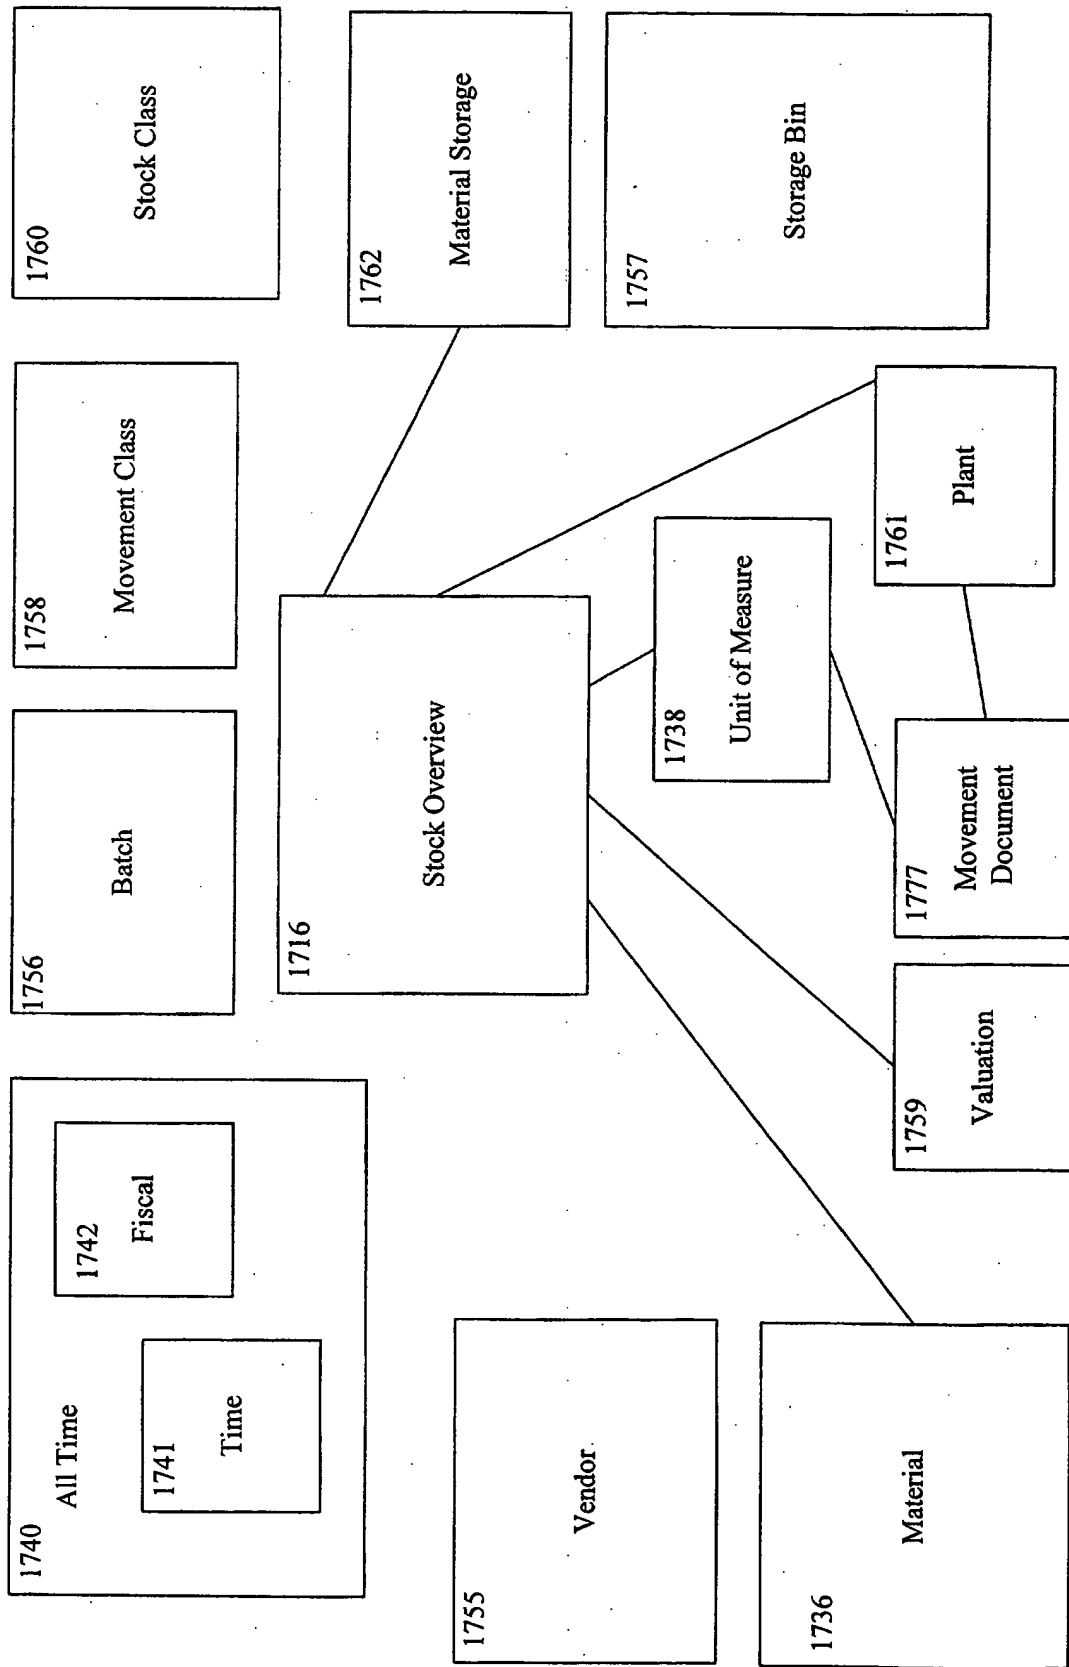 1740
All Time
1741
Time
1742
Fiscal
1756
Batch
1758
Movement Class
1760
Stock Class
1716
Stock Overview
1762
Material Storage
1755
Vendor
1738
Unit of Measure
1757
Storage Bin
1736
Material
1759
Valuation
1777
Movement
Document
1761
Plant